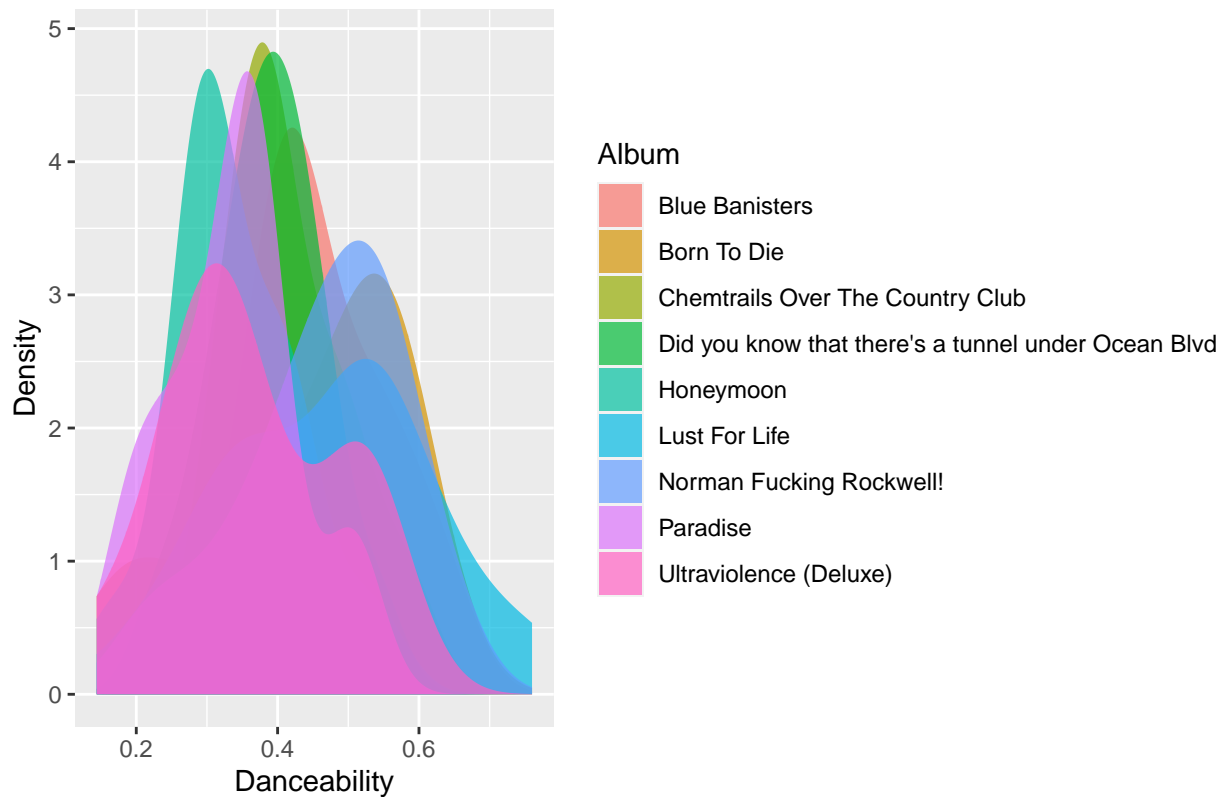 5
4
3
2
1
0
Density
0.2 0.4 0.6
Danceability
Album
Blue Banisters
Born To Die
Chemtrails Over The Country Club
Did you know that there's a tunnel under Ocean Blvd
Honeymoon
Lust For Life
Norman Fucking Rockwell!
Paradise
Ultraviolence (Deluxe)